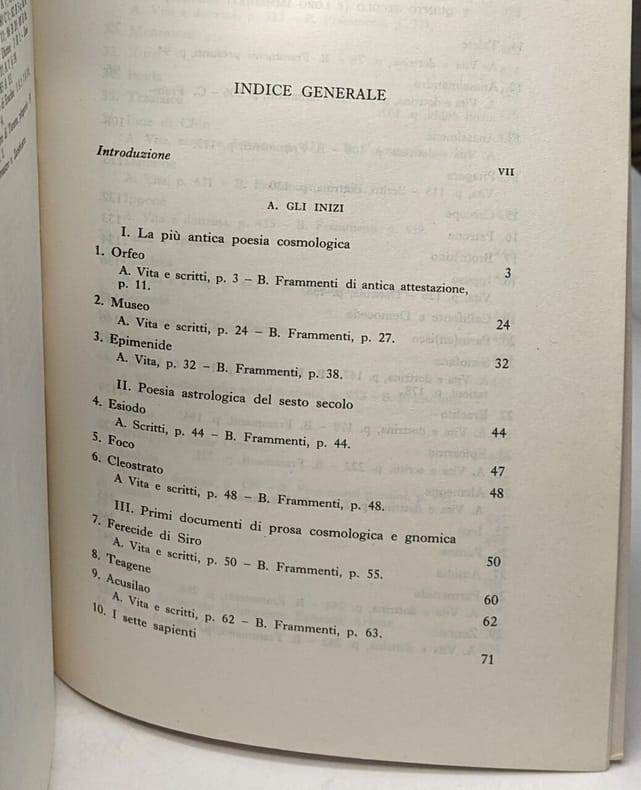 INDICE GENERALE
Introduzione VII
A. GLI INIZI
I. La più antica poesia cosmologica
1. Orfeo 3
A. Vita e scritti, p. 3 – B. Frammenti di antica attestazione,
p. 11.
2. Museo 24
A. Vita e scritti, p. 24 – B. Frammenti, p. 27.
3. Epimenide 32
A. Vita, p. 32 – B. Frammenti, p. 38.
II. Poesia astrologica del sesto secolo
4. Esiodo 44
A. Scritti, p. 44 – B. Frammenti, p. 44.
5. Foco 47
6. Cleostrato 48
A Vita e scritti, p. 48 – B. Frammenti, p. 48.
III. Primi documenti di prosa cosmologica e gnomica
7. Ferecide di Siro 50
A. Vita e scritti, p. 50 – B. Frammenti, p. 55.
8. Teagene 60
9. Acusilao 62
A. Vita e scritti, p. 62 – B. Frammenti, p. 63.
10. I sette sapienti 71